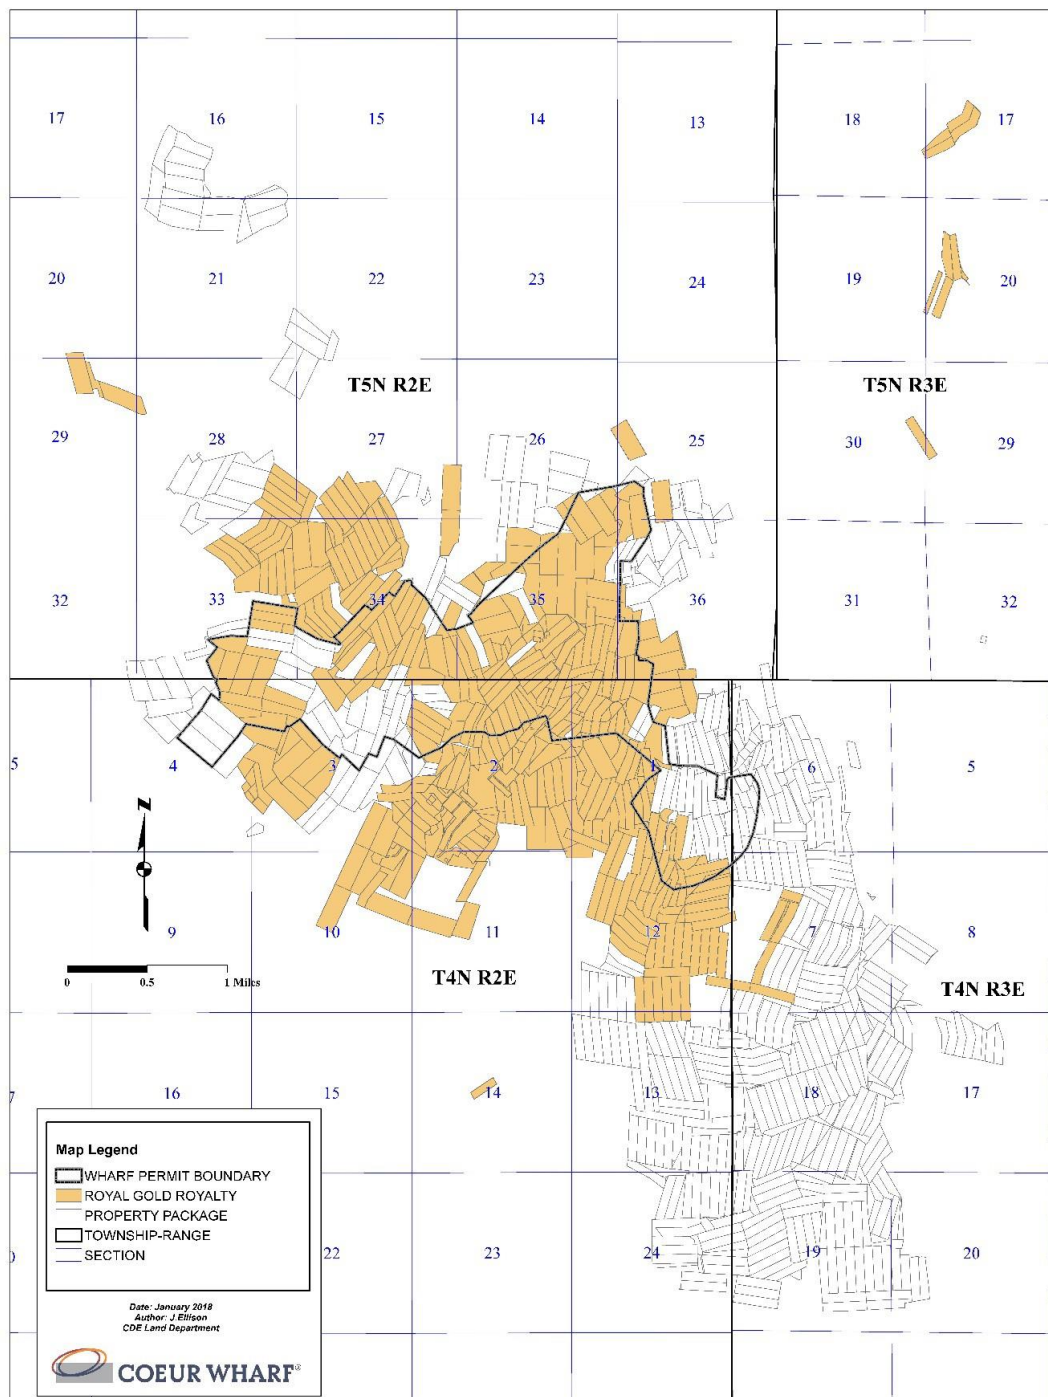 17 16 15 14 13 18 17
20 21 22 23 24 19 20
T5N R2E T5N R3E
29 28 27 26 25 30 29
32 33 34 35 36 31 32
5 4 3 2 1 6 5
N
9 10 11 12 7 8
0 0.5 1 Miles
T4N R2E T4N R3E
7 16 15 14 13 18 17
22 23 24 19 20
Map Legend
WHARF PERMIT BOUNDARY
ROYAL GOLD ROYALTY
PROPERTY PACKAGE
TOWNSHIP-RANGE
SECTION
Date: January 2018
Author: J.Ellison
CDE Land Department
COEUR WHARF®